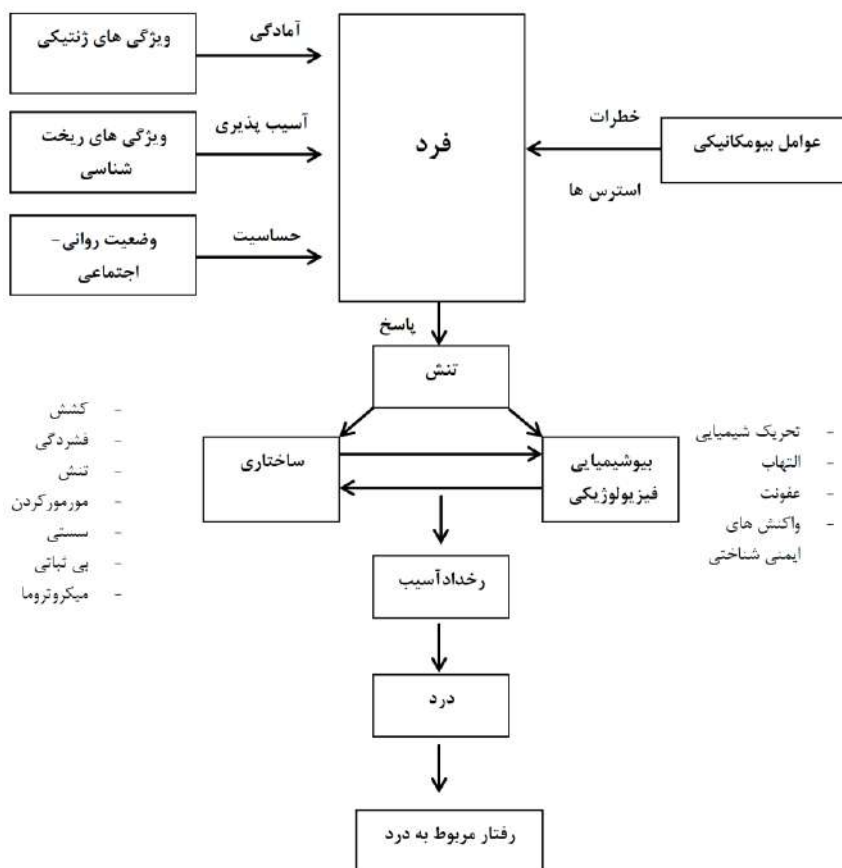 ویژگی های ژنتیکی
آمادگی
ویژگی های ریخت
شناسی
آسیب پذیری
وضعیت روانی-
اجتماعی
حساسیت
فرد
خطرات
استرس ها
عوامل بیومکانیکی
پاسخ
تنش
ساختاری
بیوشیمیایی
فیزیولوژیکی
- تحریک شیمیایی
- التهاب
- عفونت
- واکنش های
ایمنی شناختی
- کشش
- فشردگی
- تنش
- مورمورکردن
- سستی
- بی ثباتی
- میکروتروما
رخدادآسیب
درد
رفتار مربوط به درد